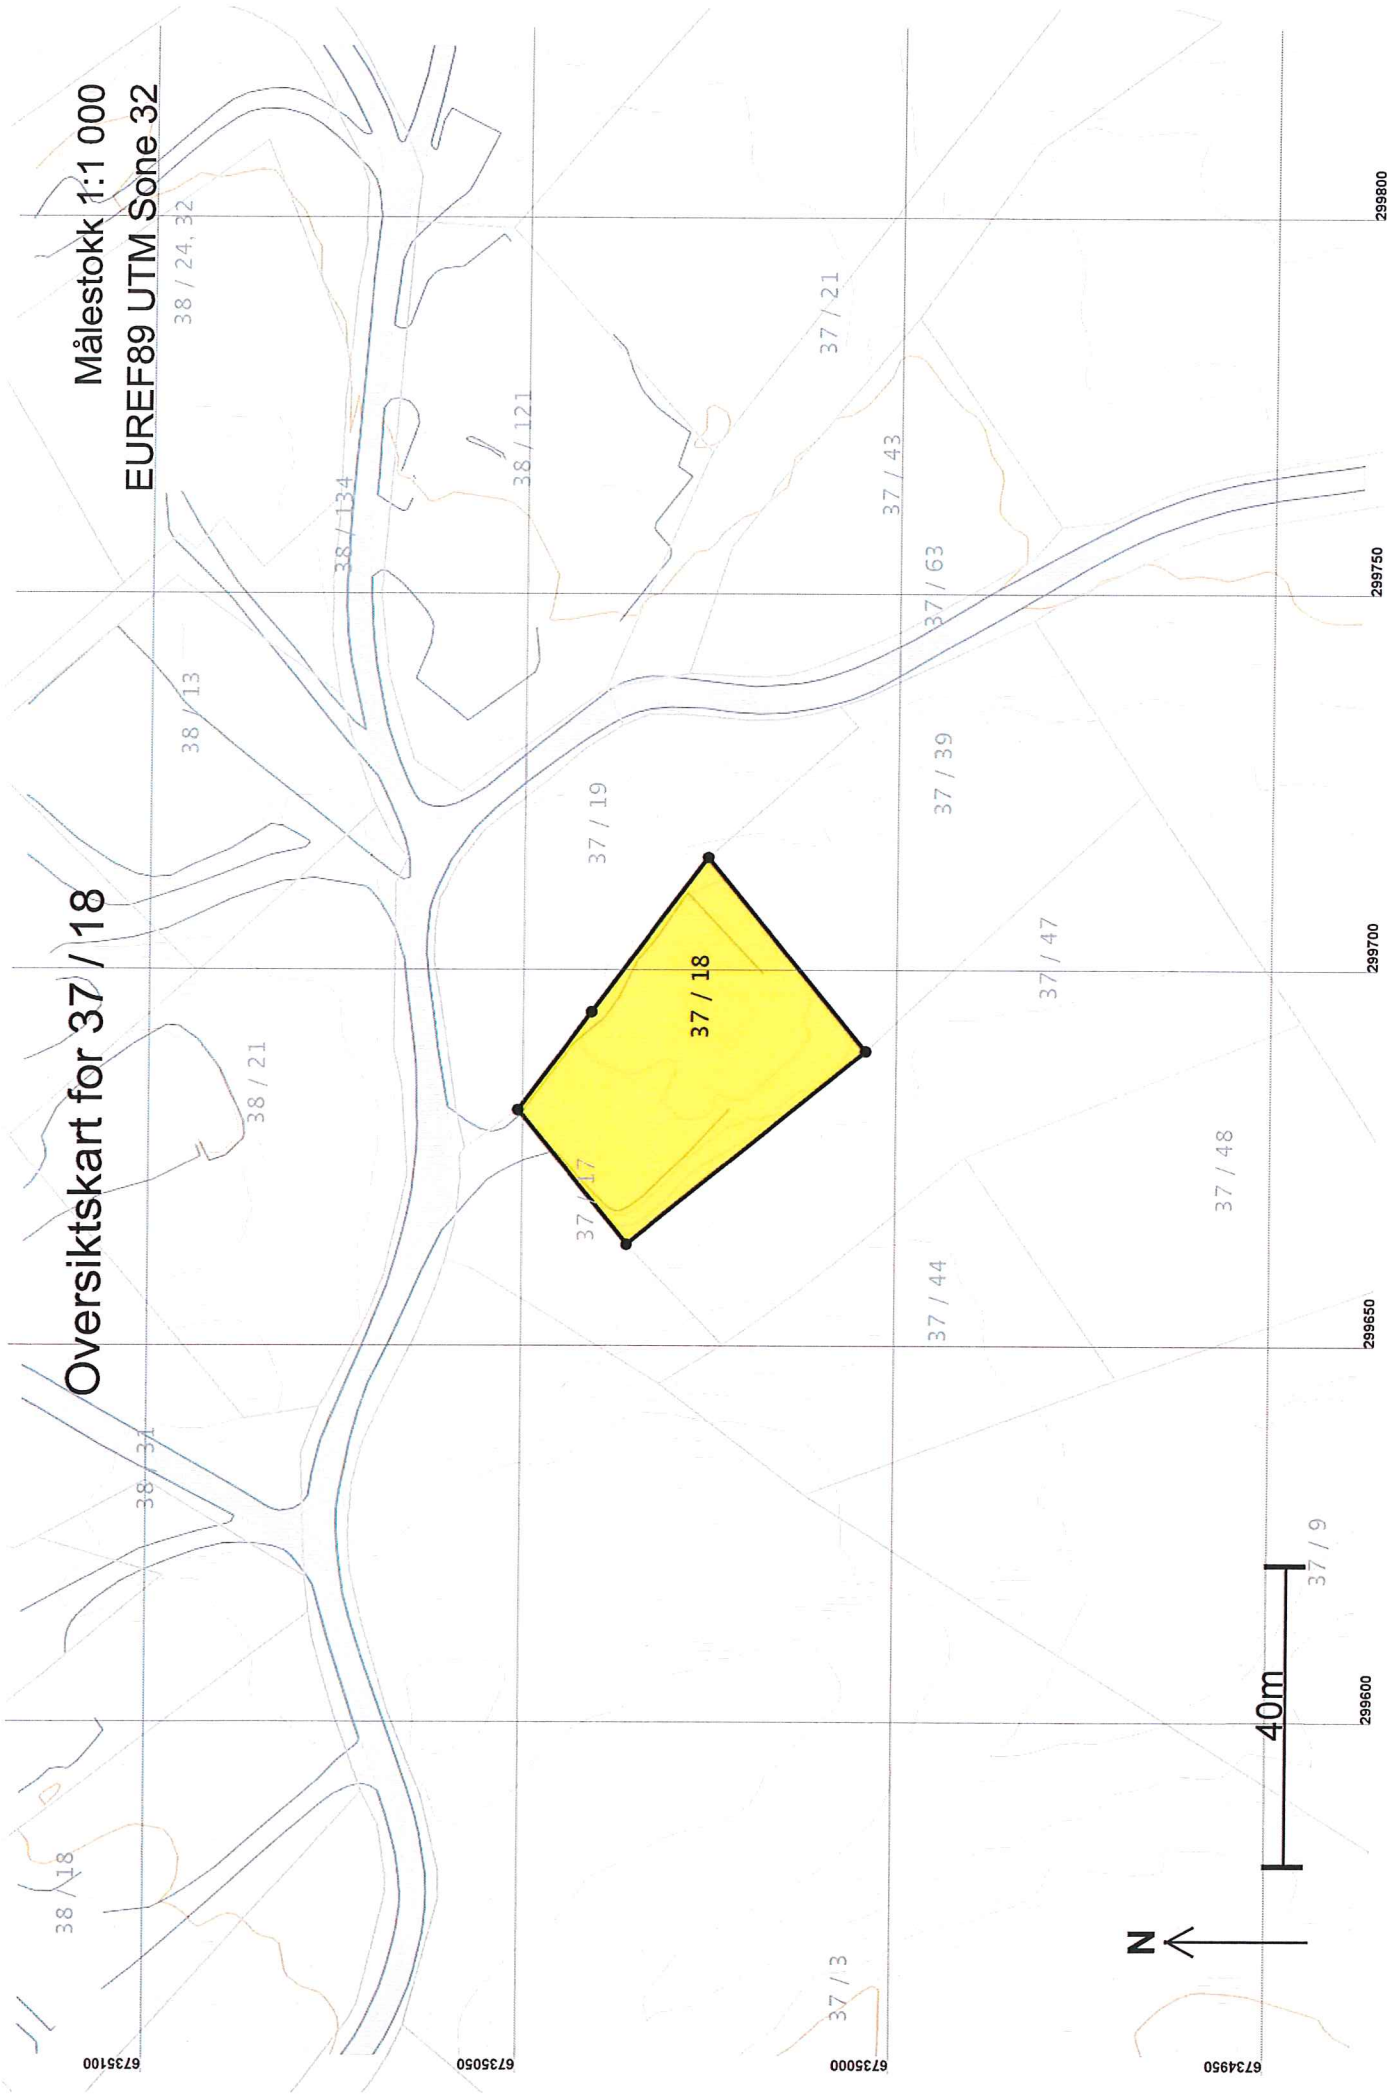 Oversiktskart for 37 / 18
Målestokk 1:1 000
EUREF89 UTM Sone 32
38 / 18
38 / 31
38 / 21
38 / 13
38 / 134
38 / 24, 32
38 / 121
37 / 17
37 / 19
37 / 18
37 / 21
37 / 43
37 / 63
37 / 39
37 / 44
37 / 47
37 / 48
37 / 3
37 / 9
N
40m
6735100
6735050
6735000
6734950
299600
299650
299700
299750
299800